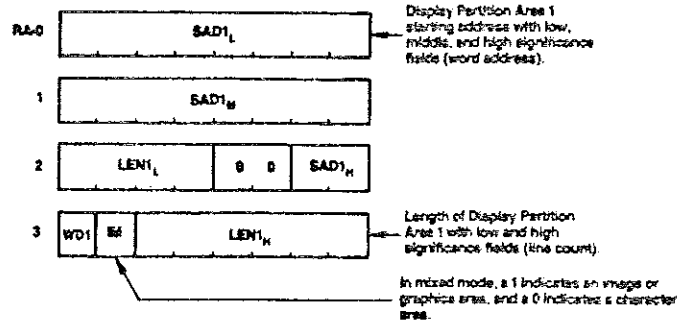 RA-0 SAD1L
Display Partition Area 1
starting address with low,
middle, and high significance
fields (word address).
1 SAD1M
2 LEN1L 0 0 SAD1H
3 WD1 IM LEN1H
Length of Display Partition
Area 1 with low and high
significance fields (line count).
In mixed mode, a 1 indicates an image or
graphics area, and a 0 indicates a character
area.